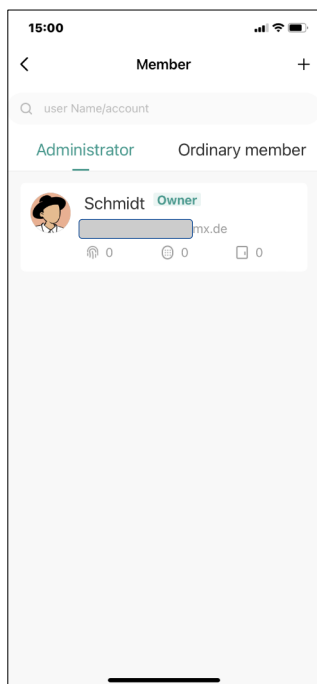 15:00
Member
user Name/account
Administrator Ordinary member
Schmidt Owner
mx.de
0 0 0